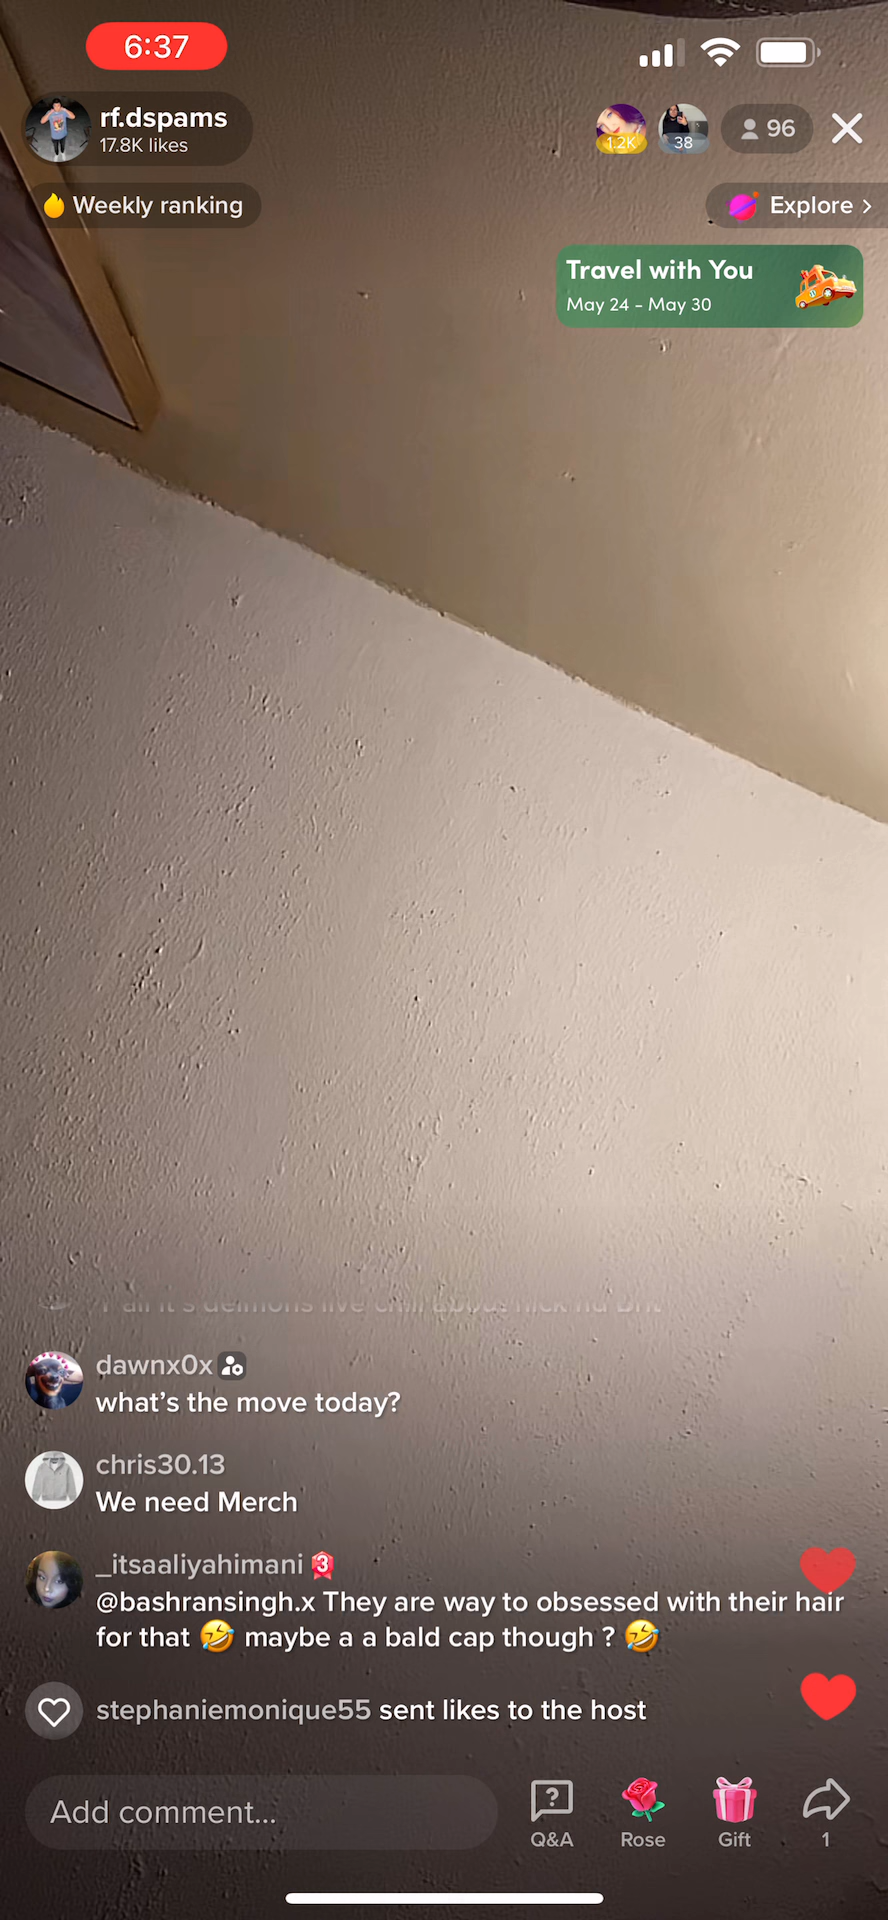 6:37
rf.dspams
17.8K likes
1.2K
38
96
Weekly ranking
Explore >
Travel with You
May 24 - May 30
dawnx0x
what's the move today?
chris30.13
We need Merch
_itsaaliyahimani 3
@bashransingh.x They are way to obsessed with their hair
for that 🤣 maybe a a bald cap though ? 🤣
stephaniemonique55 sent likes to the host
Add comment...
Q&A
Rose
Gift
1